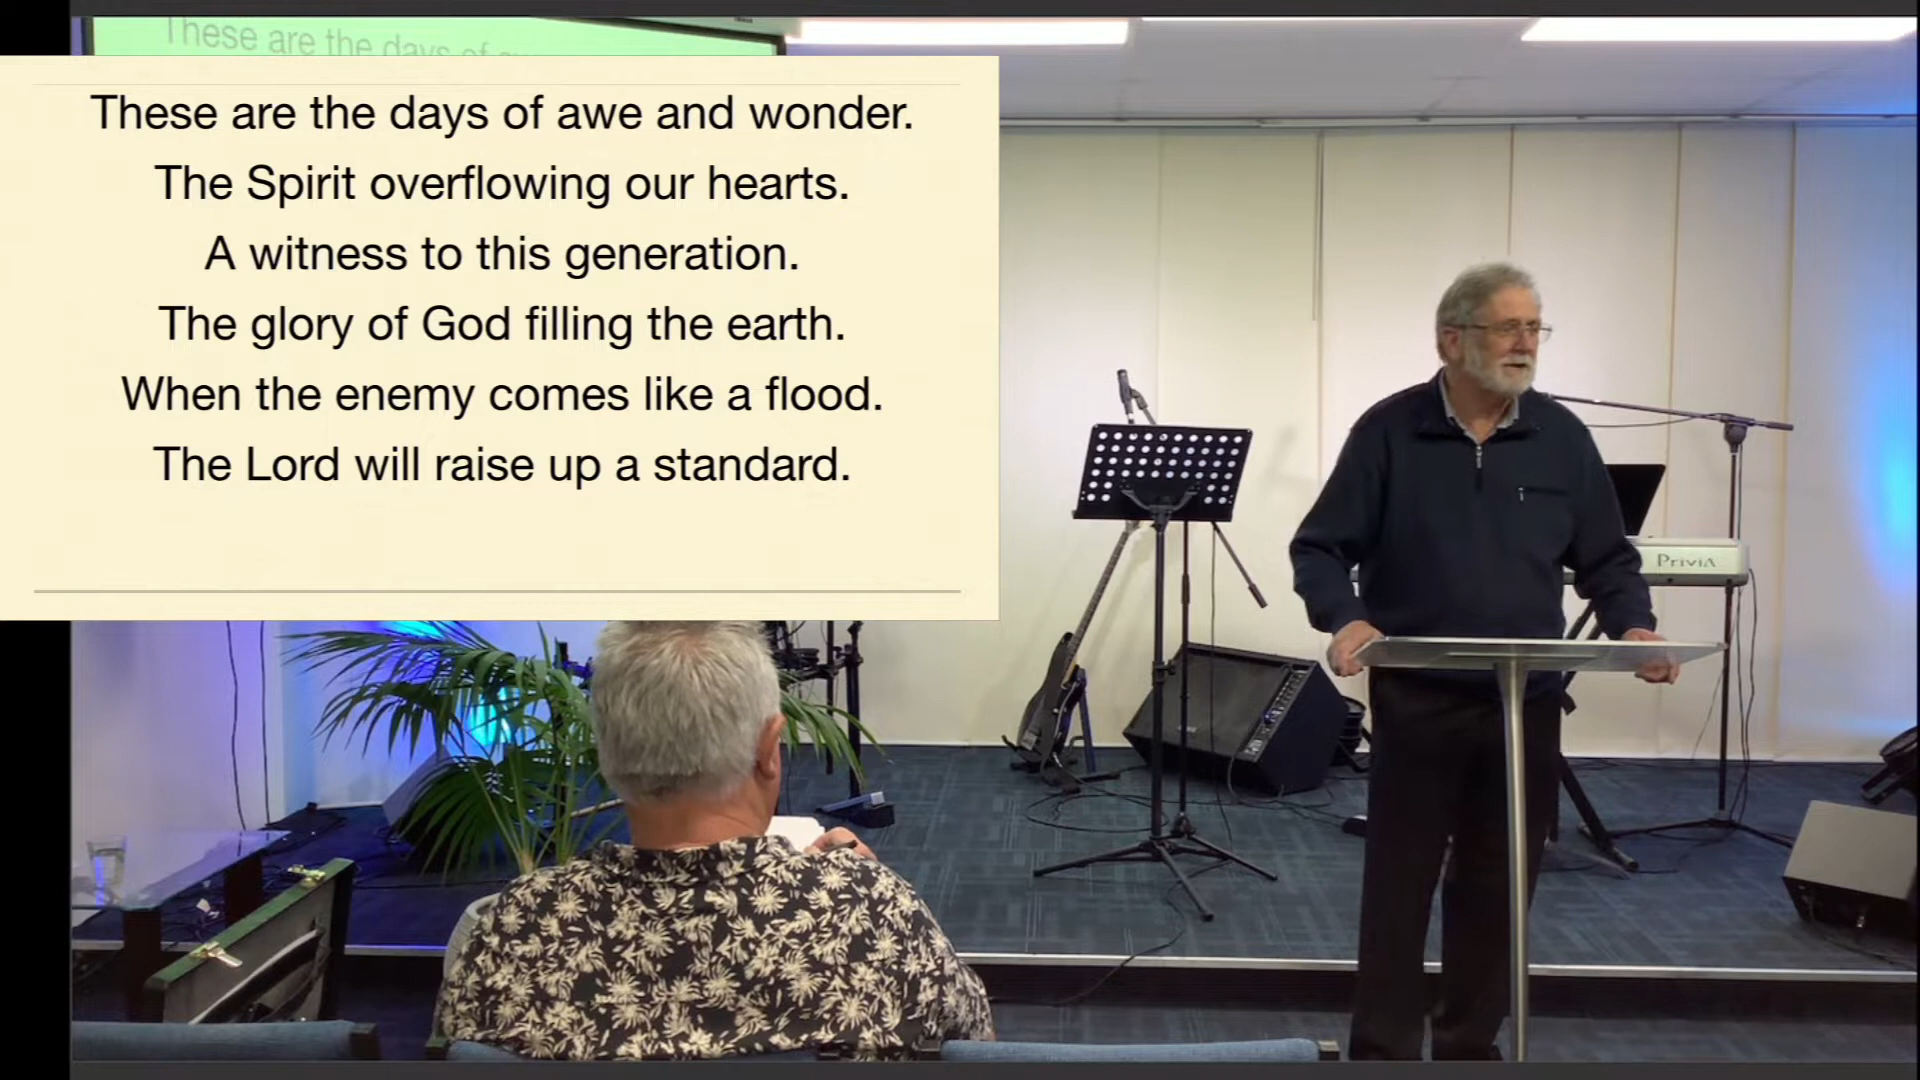 These are the days of
These are the days of awe and wonder.
The Spirit overflowing our hearts.
A witness to this generation.
The glory of God filling the earth.
When the enemy comes like a flood.
The Lord will raise up a standard.
PriviA